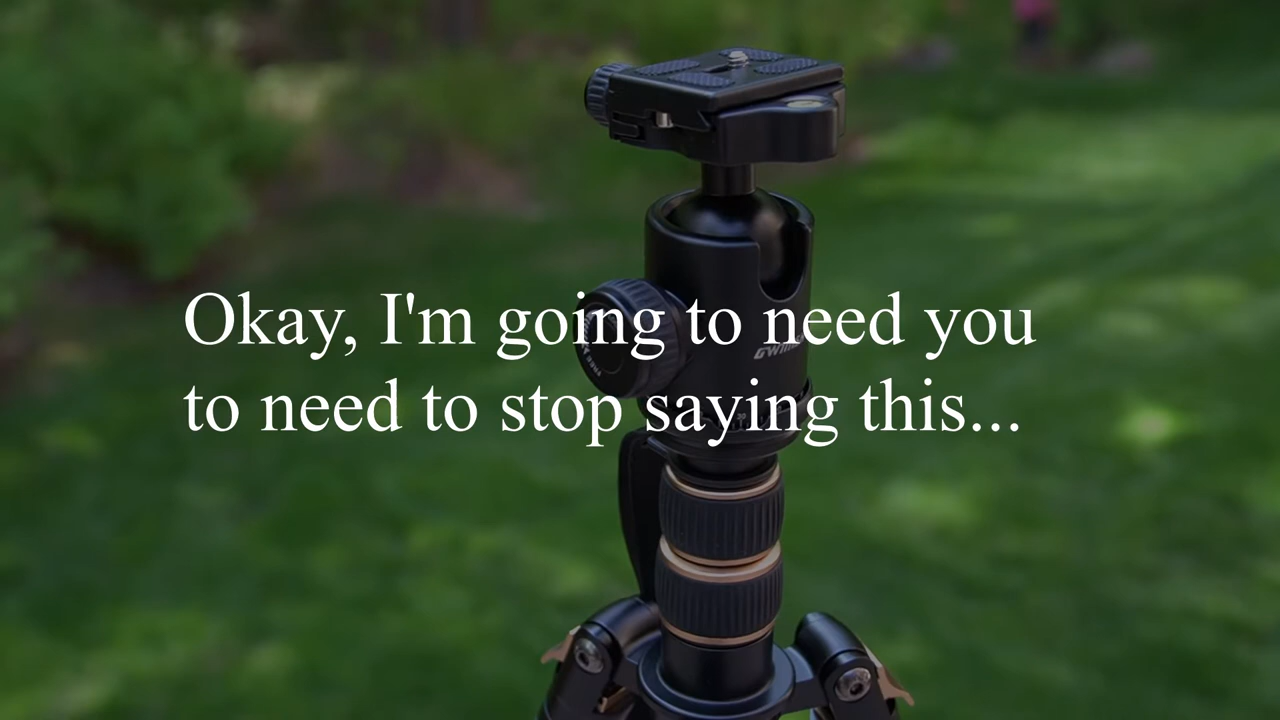 Okay, I'm going to need you
to need to stop saying this...